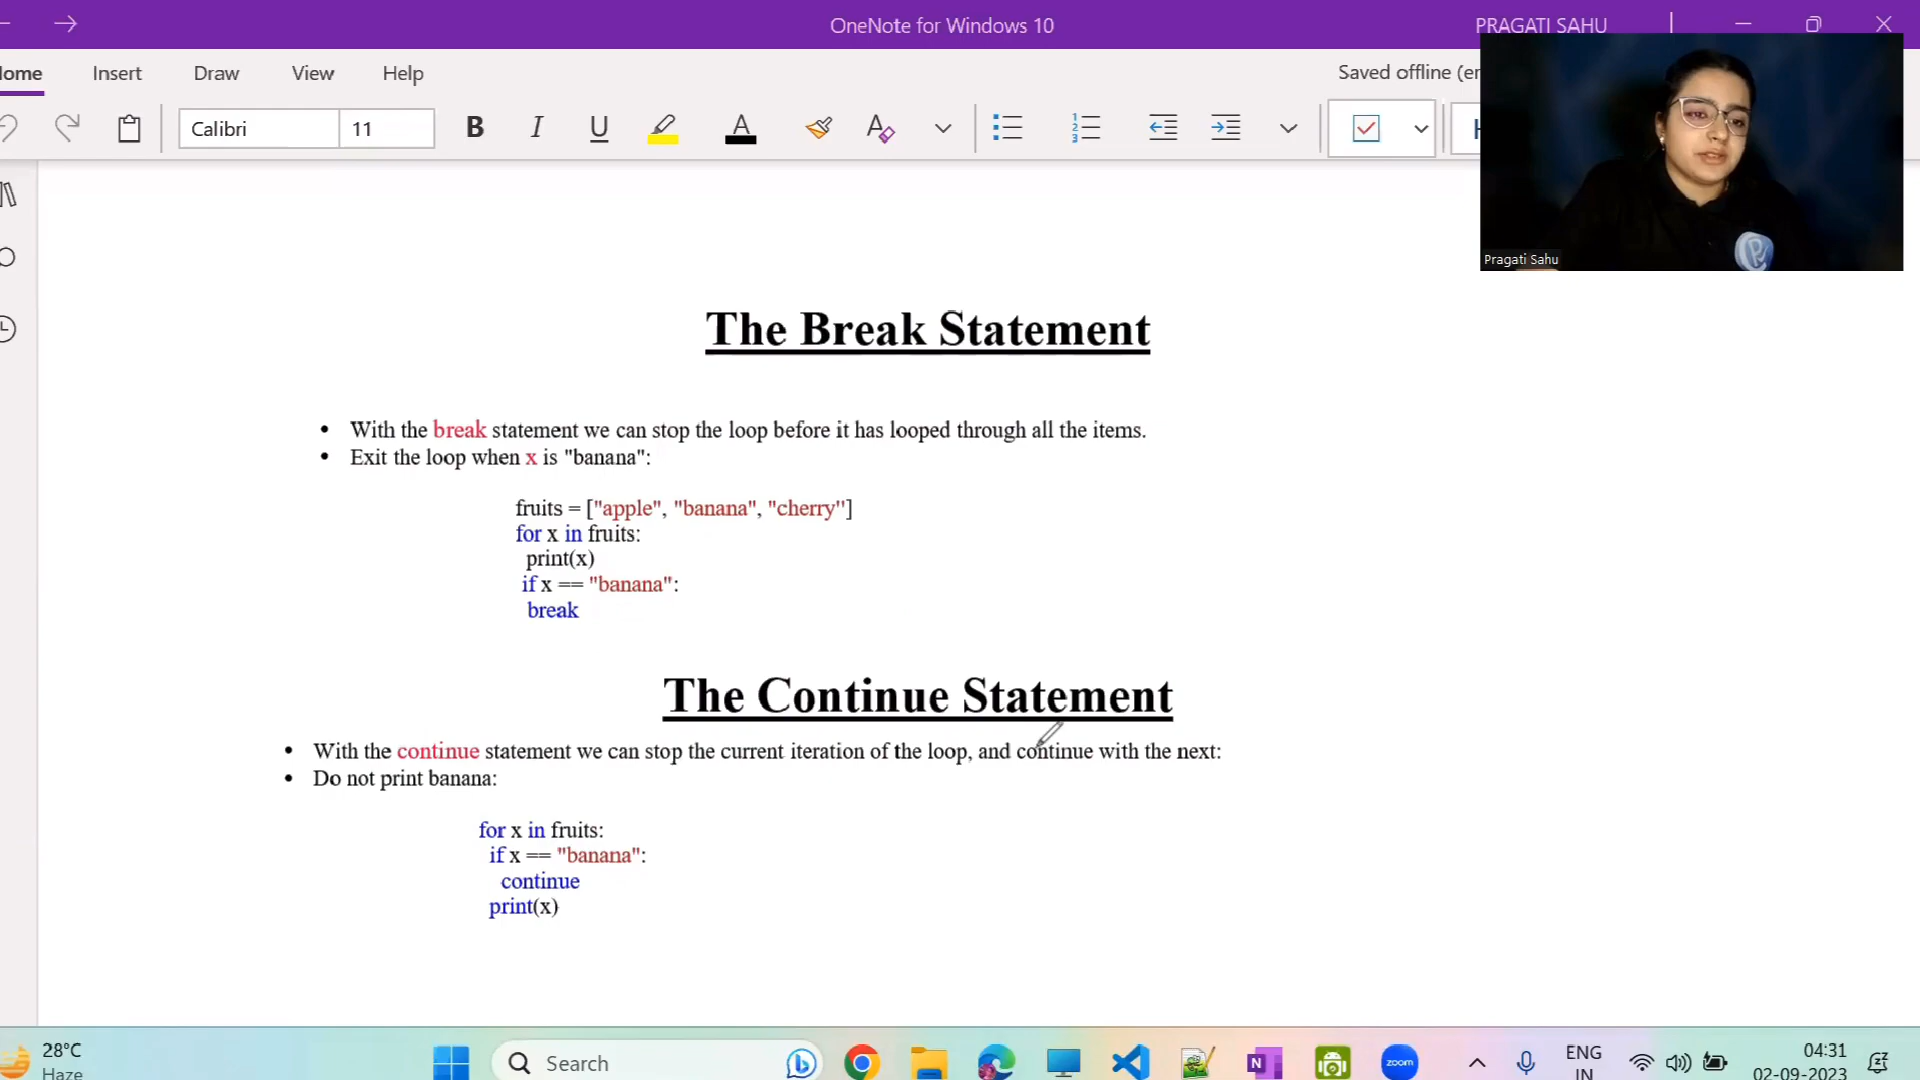 OneNote for Windows 10
PRAGATI SAHU
Insert
Draw
View
Help
Saved offline
Calibri
11
B
I
U
A
Pragati Sahu
The Break Statement
• With the break statement we can stop the loop before it has looped through all the items.
• Exit the loop when x is "banana":
fruits = ["apple", "banana", "cherry"]
for x in fruits:
print(x)
if x == "banana":
break
The Continue Statement
• With the continue statement we can stop the current iteration of the loop, and continue with the next:
• Do not print banana:
for x in fruits:
if x == "banana":
continue
print(x)
28°C
Haze
Search
zoom
ENG
IN
04:31
02-09-2023